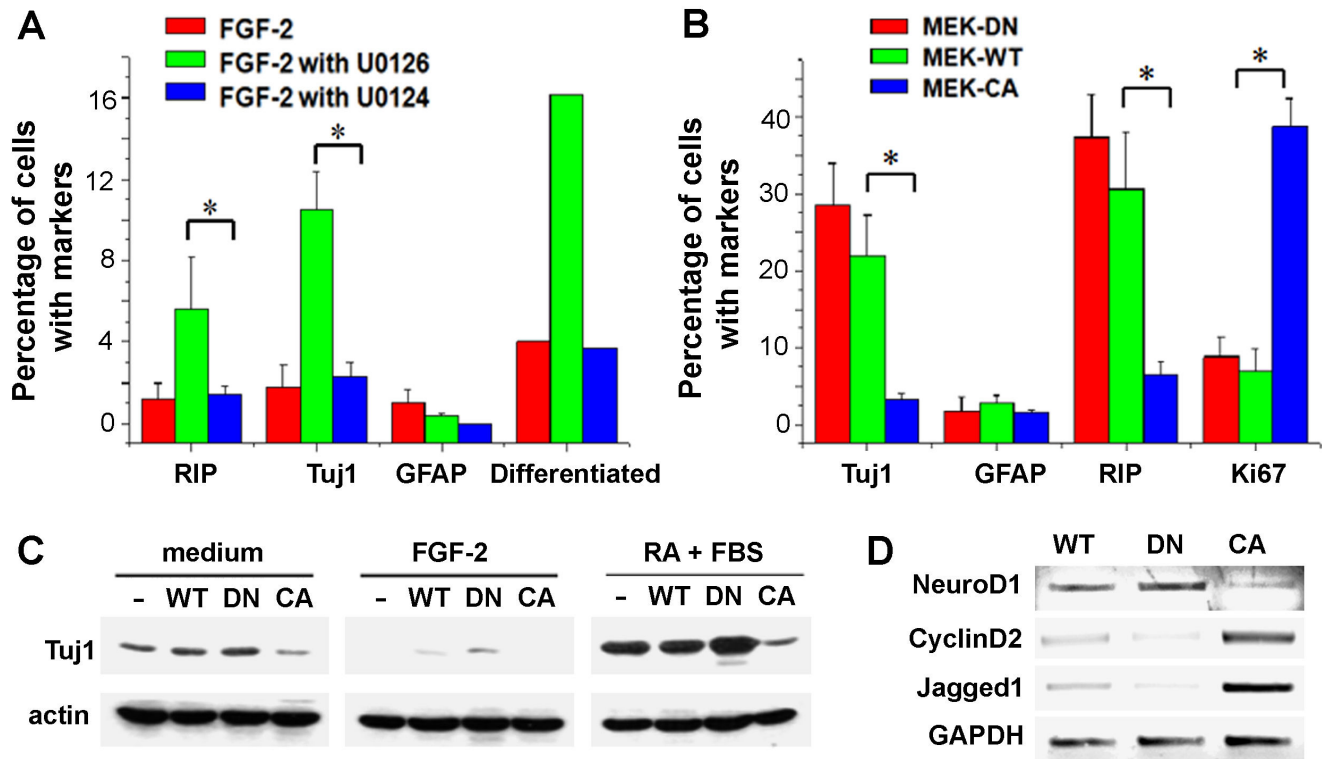 A
FGF-2
FGF-2 with U0126
FGF-2 with U0124
Percentage of cells
with markers
16
12
8
4
0
*
*
RIP Tuj1 GFAP Differentiated
B
MEK-DN
MEK-WT
MEK-CA
Percentage of cells
with markers
40
30
20
10
0
*
*
*
Tuj1 GFAP RIP Ki67
C
medium FGF-2 RA + FBS
- WT DN CA - WT DN CA - WT DN CA
Tuj1
actin
D
WT DN CA
NeuroD1
CyclinD2
Jagged1
GAPDH